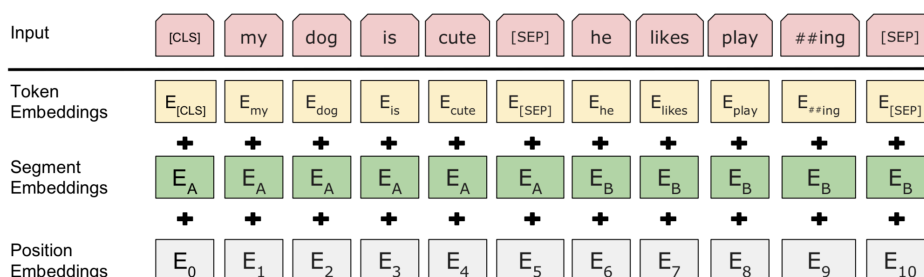 Input [CLS] my dog is cute [SEP] he likes play ##ing [SEP]
Token
Embeddings
E[CLS] Emy Edog Eis Ecute E[SEP] Ehe Elikes Eplay E##ing E[SEP]
+ + + + + + + + + + +
Segment
Embeddings
EA EA EA EA EA EA EB EB EB EB EB
+ + + + + + + + + + +
Position
Embeddings
E0 E1 E2 E3 E4 E5 E6 E7 E8 E9 E10